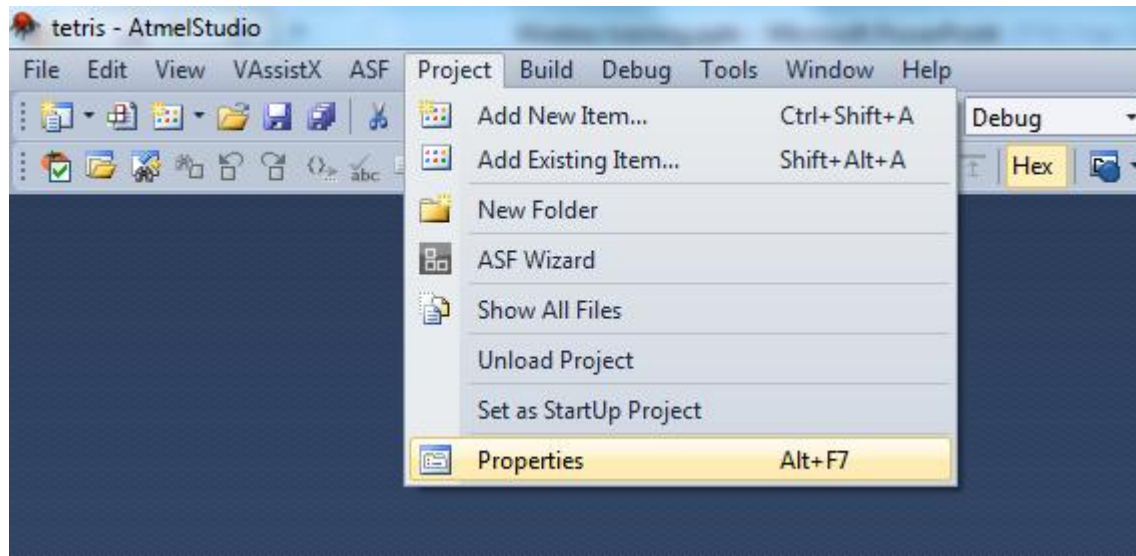 tetris - AtmelStudio
File Edit View VAssistX ASF Project Build Debug Tools Window Help
Add New Item... Ctrl+Shift+A Debug
Add Existing Item... Shift+Alt+A Hex
abc
New Folder
ASF Wizard
Show All Files
Unload Project
Set as StartUp Project
Properties Alt+F7